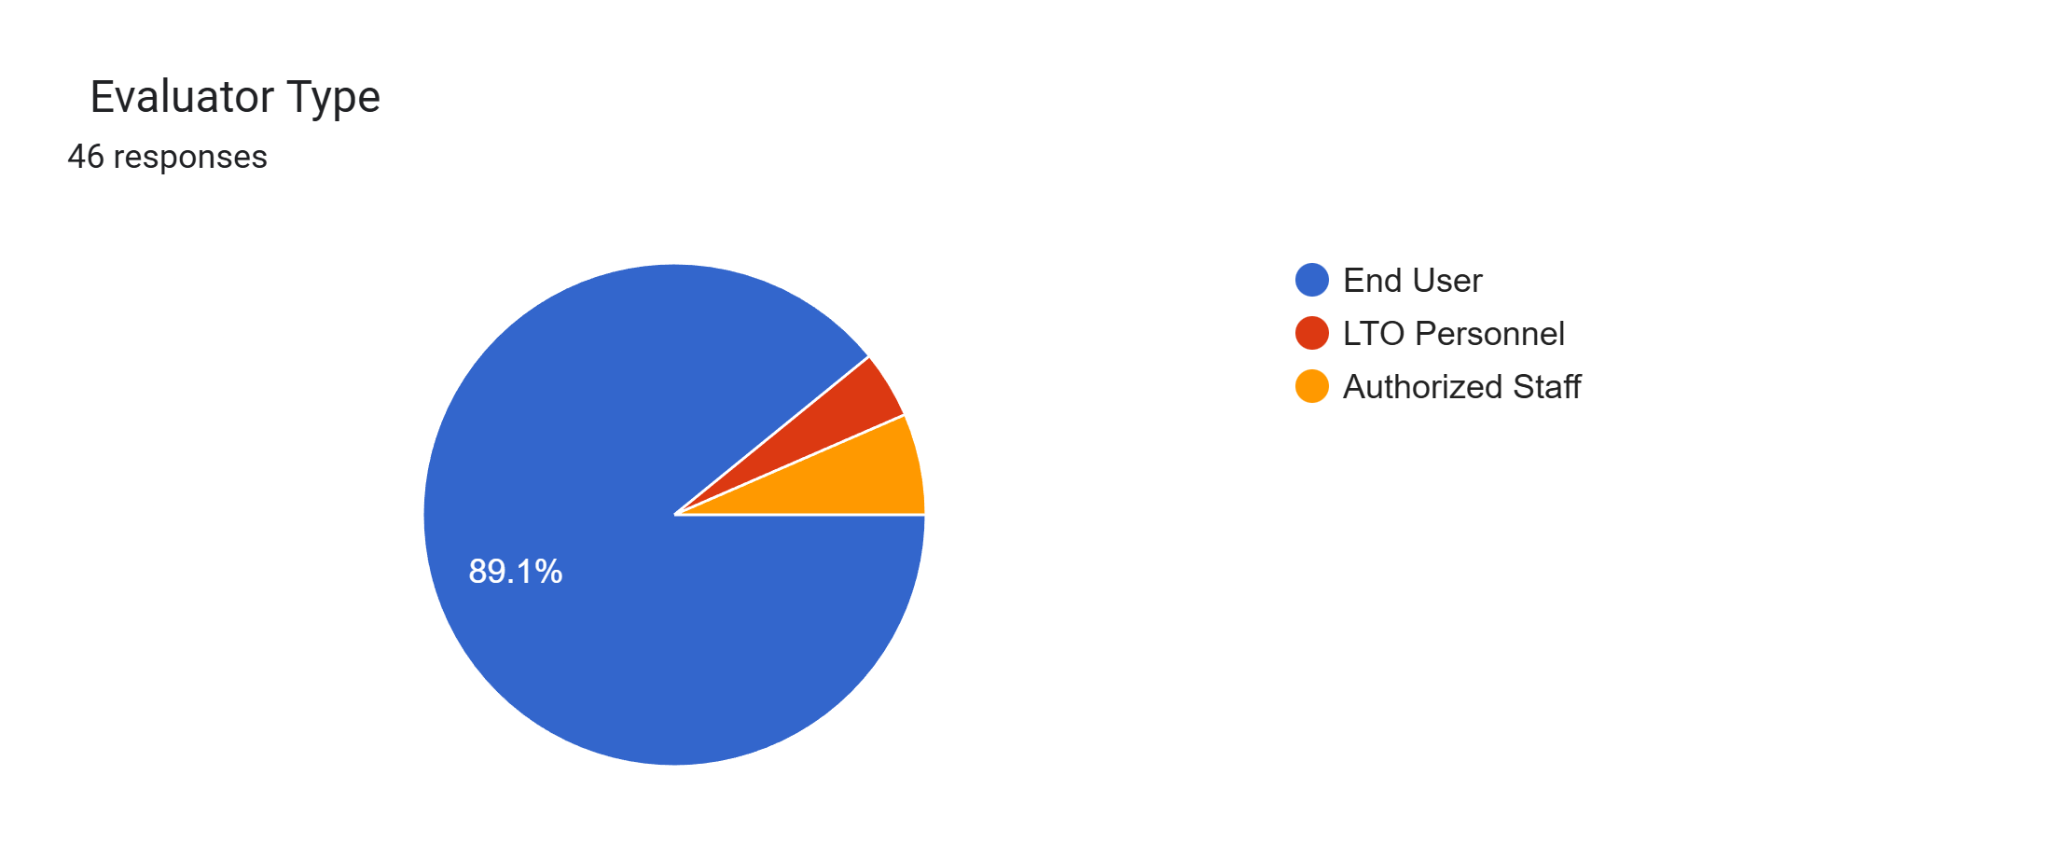 Evaluator Type
46 responses
89.1%
End User
LTO Personnel
Authorized Staff